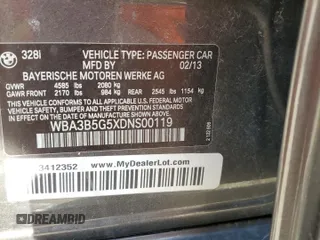 328i VEHICLE TYPE: PASSENGER CAR
MFD BY 02/13
BAYERISCHE MOTOREN WERKE AG
GVWR 4585 lbs 2080 kg
GAWR FRONT 2170 lbs 984 kg REAR 2545 lbs 1154 kg
THIS VEHICLE CONFORMS TO ALL APPLICABLE FEDERAL MOTOR
VEHICLE SAFETY, BUMPER AND THEFT PREVENTION STANDARDS
IN EFFECT ON THE DATE OF MANUFACTURE SHOWN ABOVE
WBA3B5G5XDNS00119
3412352 www.MyDealerLot.com
DREAMBID